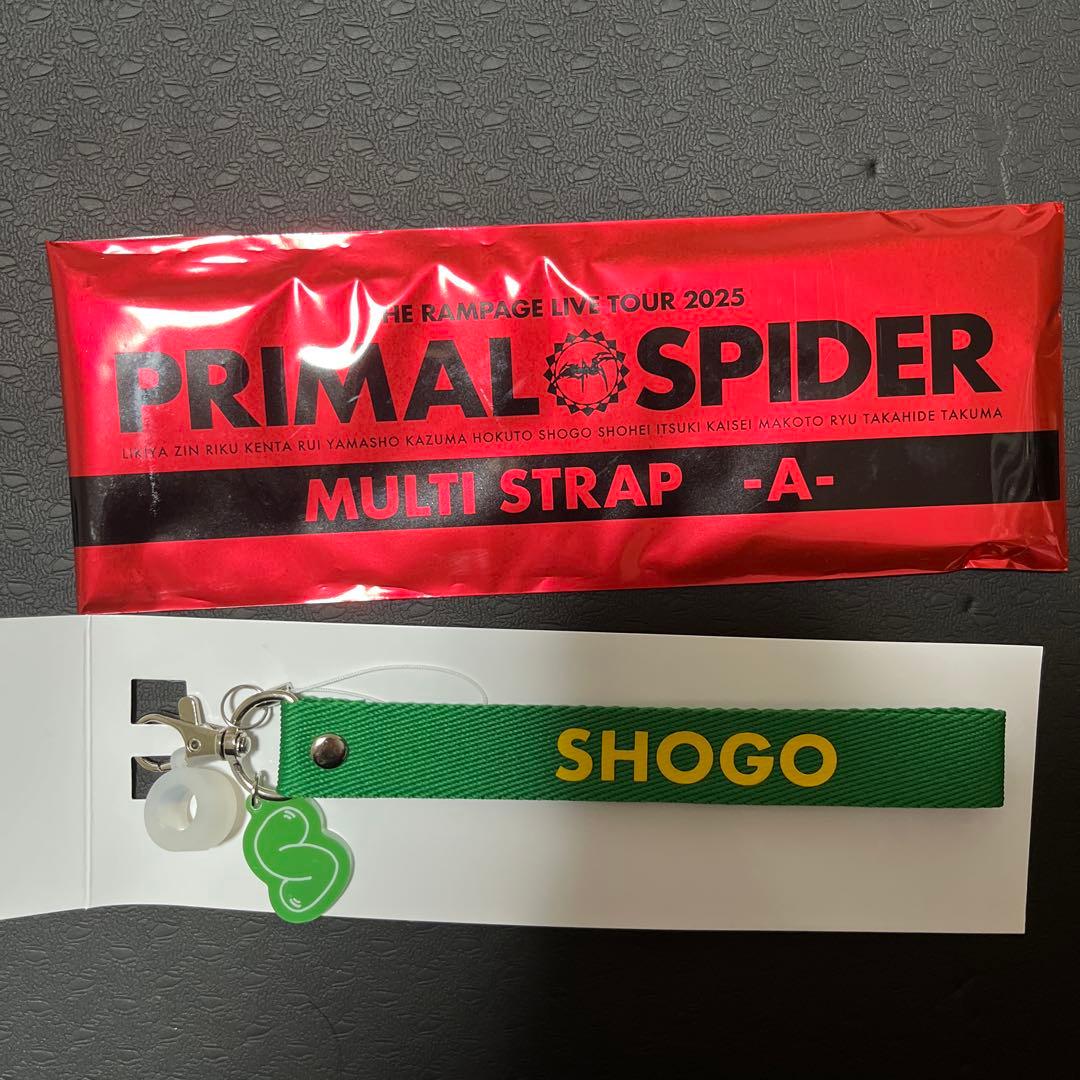 THE RAMPAGE LIVE TOUR 2025
PRIMAL SPIDER
LIKIYA ZIN RIKU KENTA RUI YAMASHO KAZUMA HOKUTO SHOGO SHOHEI ITSUKI KAISEI MAKOTO RYU TAKAHIDE TAKUMA
MULTI STRAP -A-
SHOGO
S